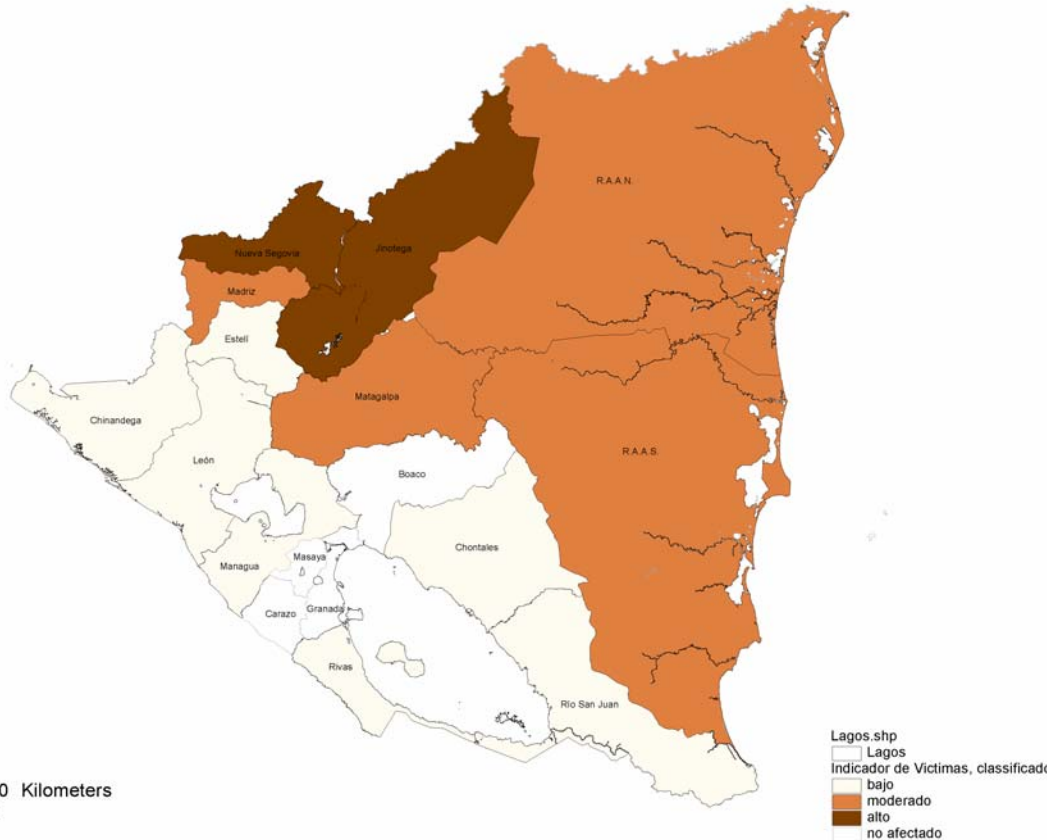 R.A.A.N.
Jinotega
Nueva Segovia
Madriz
Estelí
Matagalpa
Chinandega
León
R.A.A.S.
Boaco
Chontales
Masaya
Managua
Carazo
Granada
Rivas
Río San Juan
0 Kilometers
Lagos.shp
Lagos
Indicador de Victimas, classificado
bajo
moderado
alto
no afectado